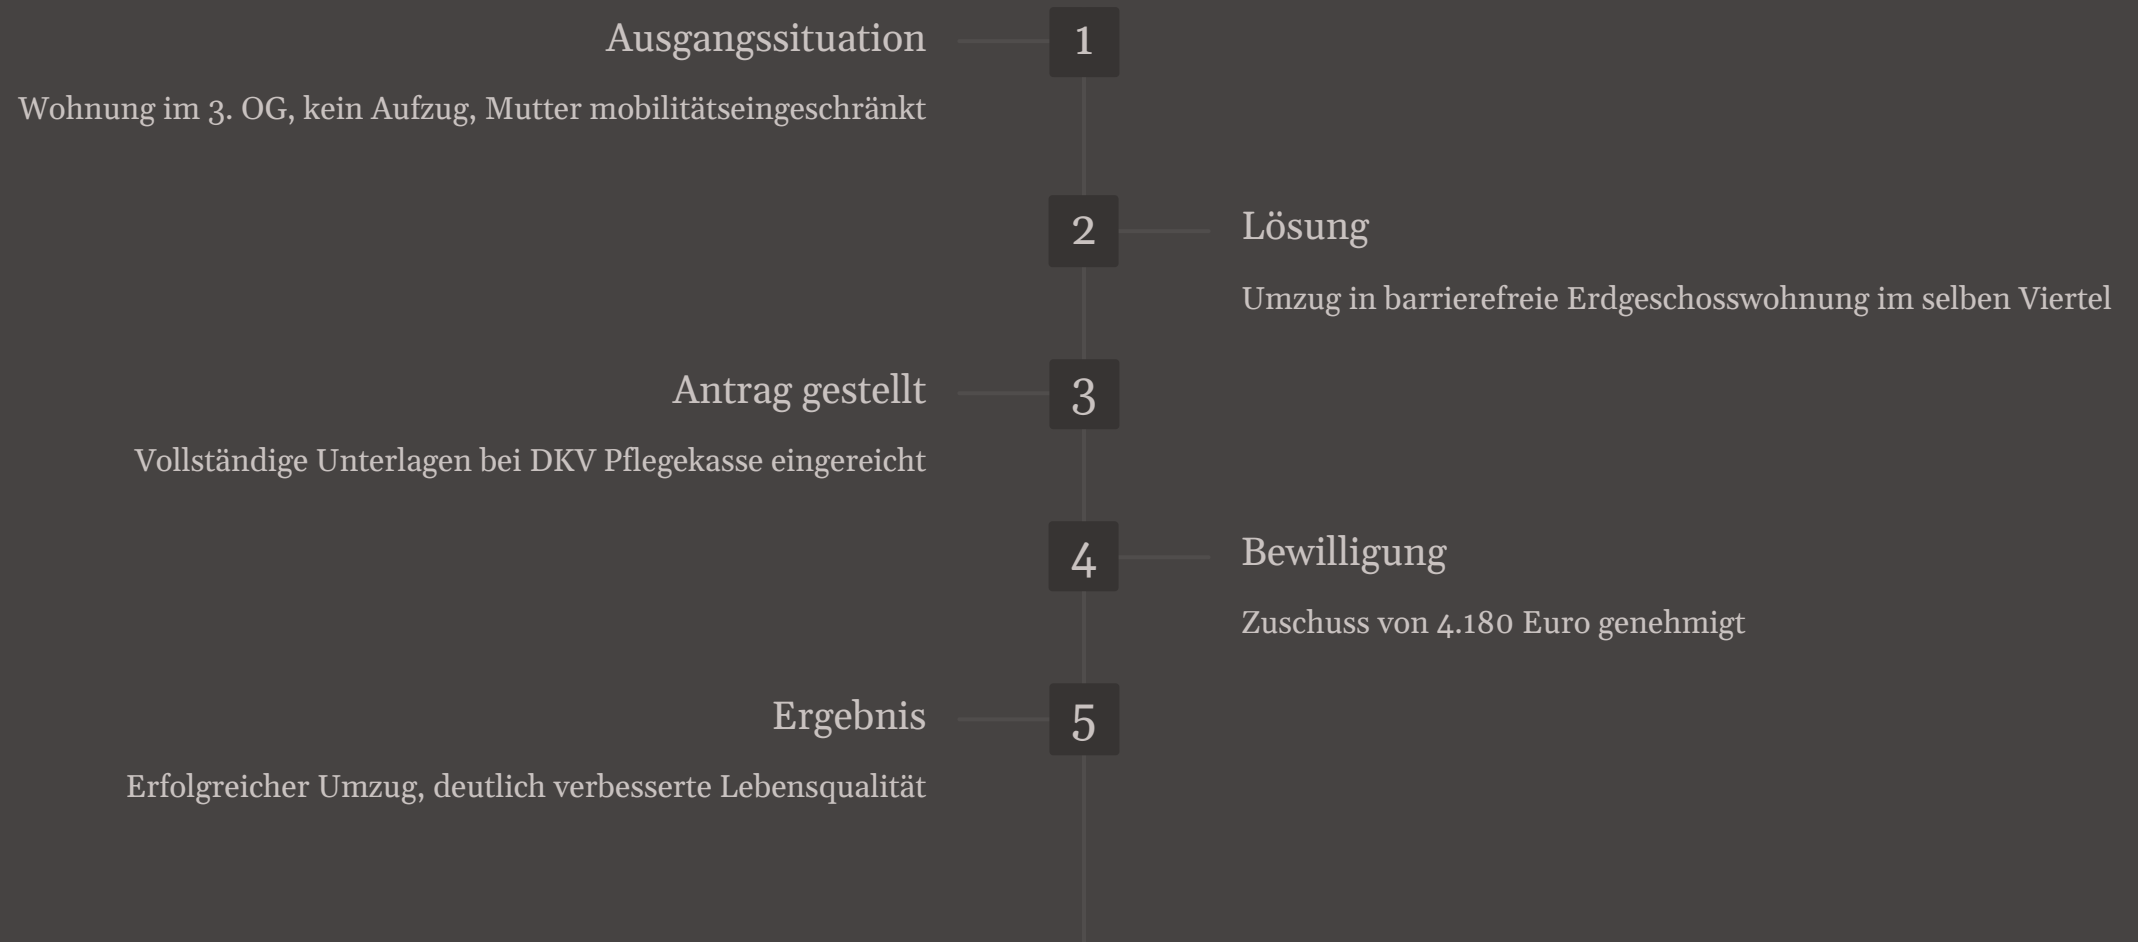 Ausgangssituation
1
Wohnung im 3. OG, kein Aufzug, Mutter mobilitätseingeschränkt
2
Lösung
Umzug in barrierefreie Erdgeschosswohnung im selben Viertel
Antrag gestellt
3
Vollständige Unterlagen bei DKV Pflegekasse eingereicht
4
Bewilligung
Zuschuss von 4.180 Euro genehmigt
Ergebnis
5
Erfolgreicher Umzug, deutlich verbesserte Lebensqualität